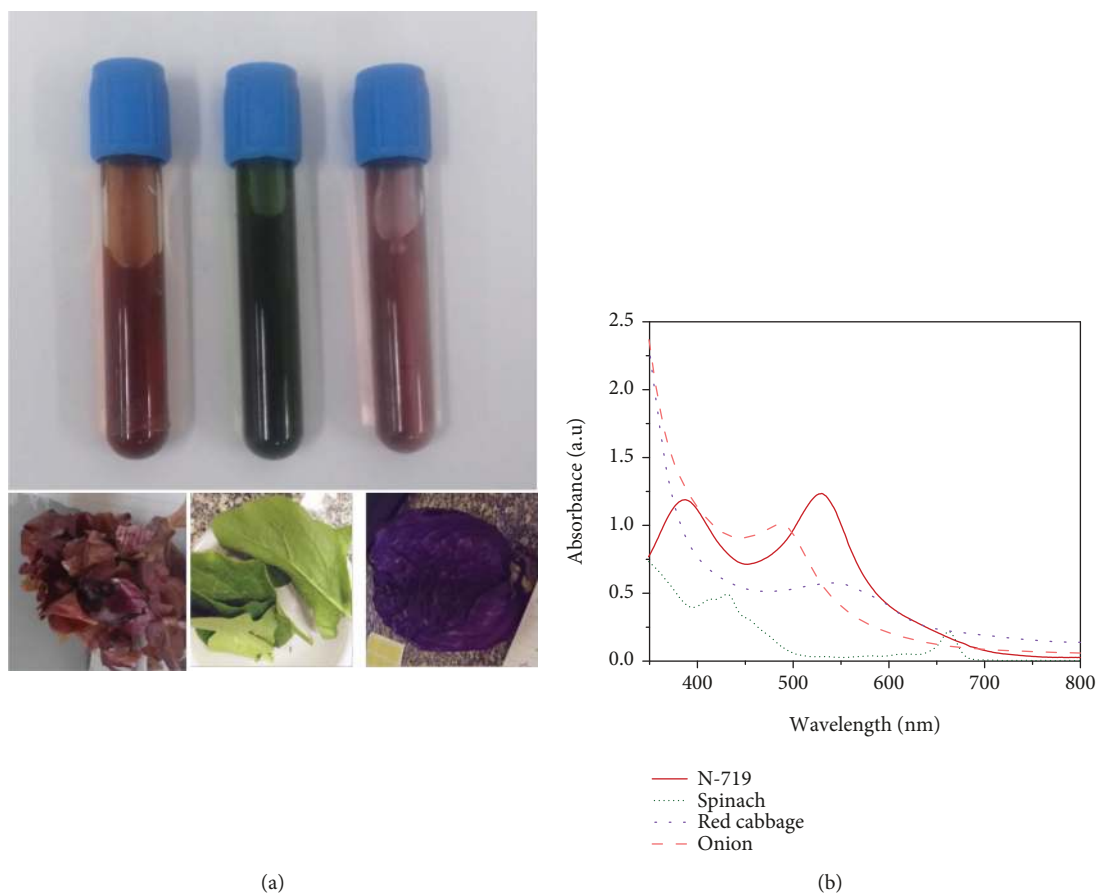 2.5
2.0
1.5
1.0
0.5
0.0
Absorbance (a.u)
400 500 600 700 800
Wavelength (nm)
N-719
Spinach
Red cabbage
Onion
(a) (b)